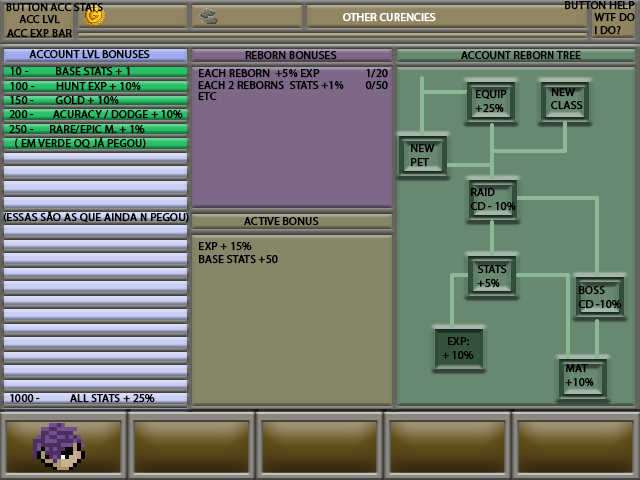 BUTTON ACC STATS
ACC LVL
ACC EXP BAR
OTHER CURENCIES
BUTTON HELP
WTF DO
I DO?
ACCOUNT LVL BONUSES
10 - BASE STATS + 1
100 - HUNT EXP + 10%
150 - GOLD + 10%
200 - ACURACY / DODGE + 10%
250 - RARE/EPIC M. + 1%
( EM VERDE OQ JÁ PEGOU)
(ESSAS SÃO AS QUE AINDA N PEGOU)
1000 - ALL STATS + 25%
REBORN BONUSES
EACH REBORN +5% EXP 1/20
EACH 2 REBORNS STATS +1% 0/50
ETC
ACTIVE BONUS
EXP + 15%
BASE STATS +50
ACCOUNT REBORN TREE
EQUIP
+25%
NEW
CLASS
NEW
PET
RAID
CD - 10%
STATS
+5%
BOSS
CD -10%
EXP:
+ 10%
MAT
+10%